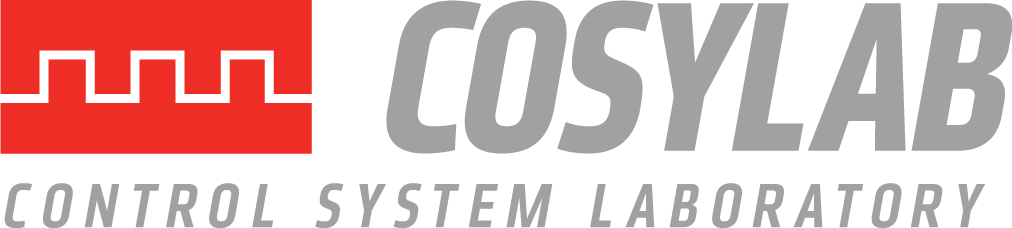 COSYLAB
CONTROL SYSTEM LABORATORY